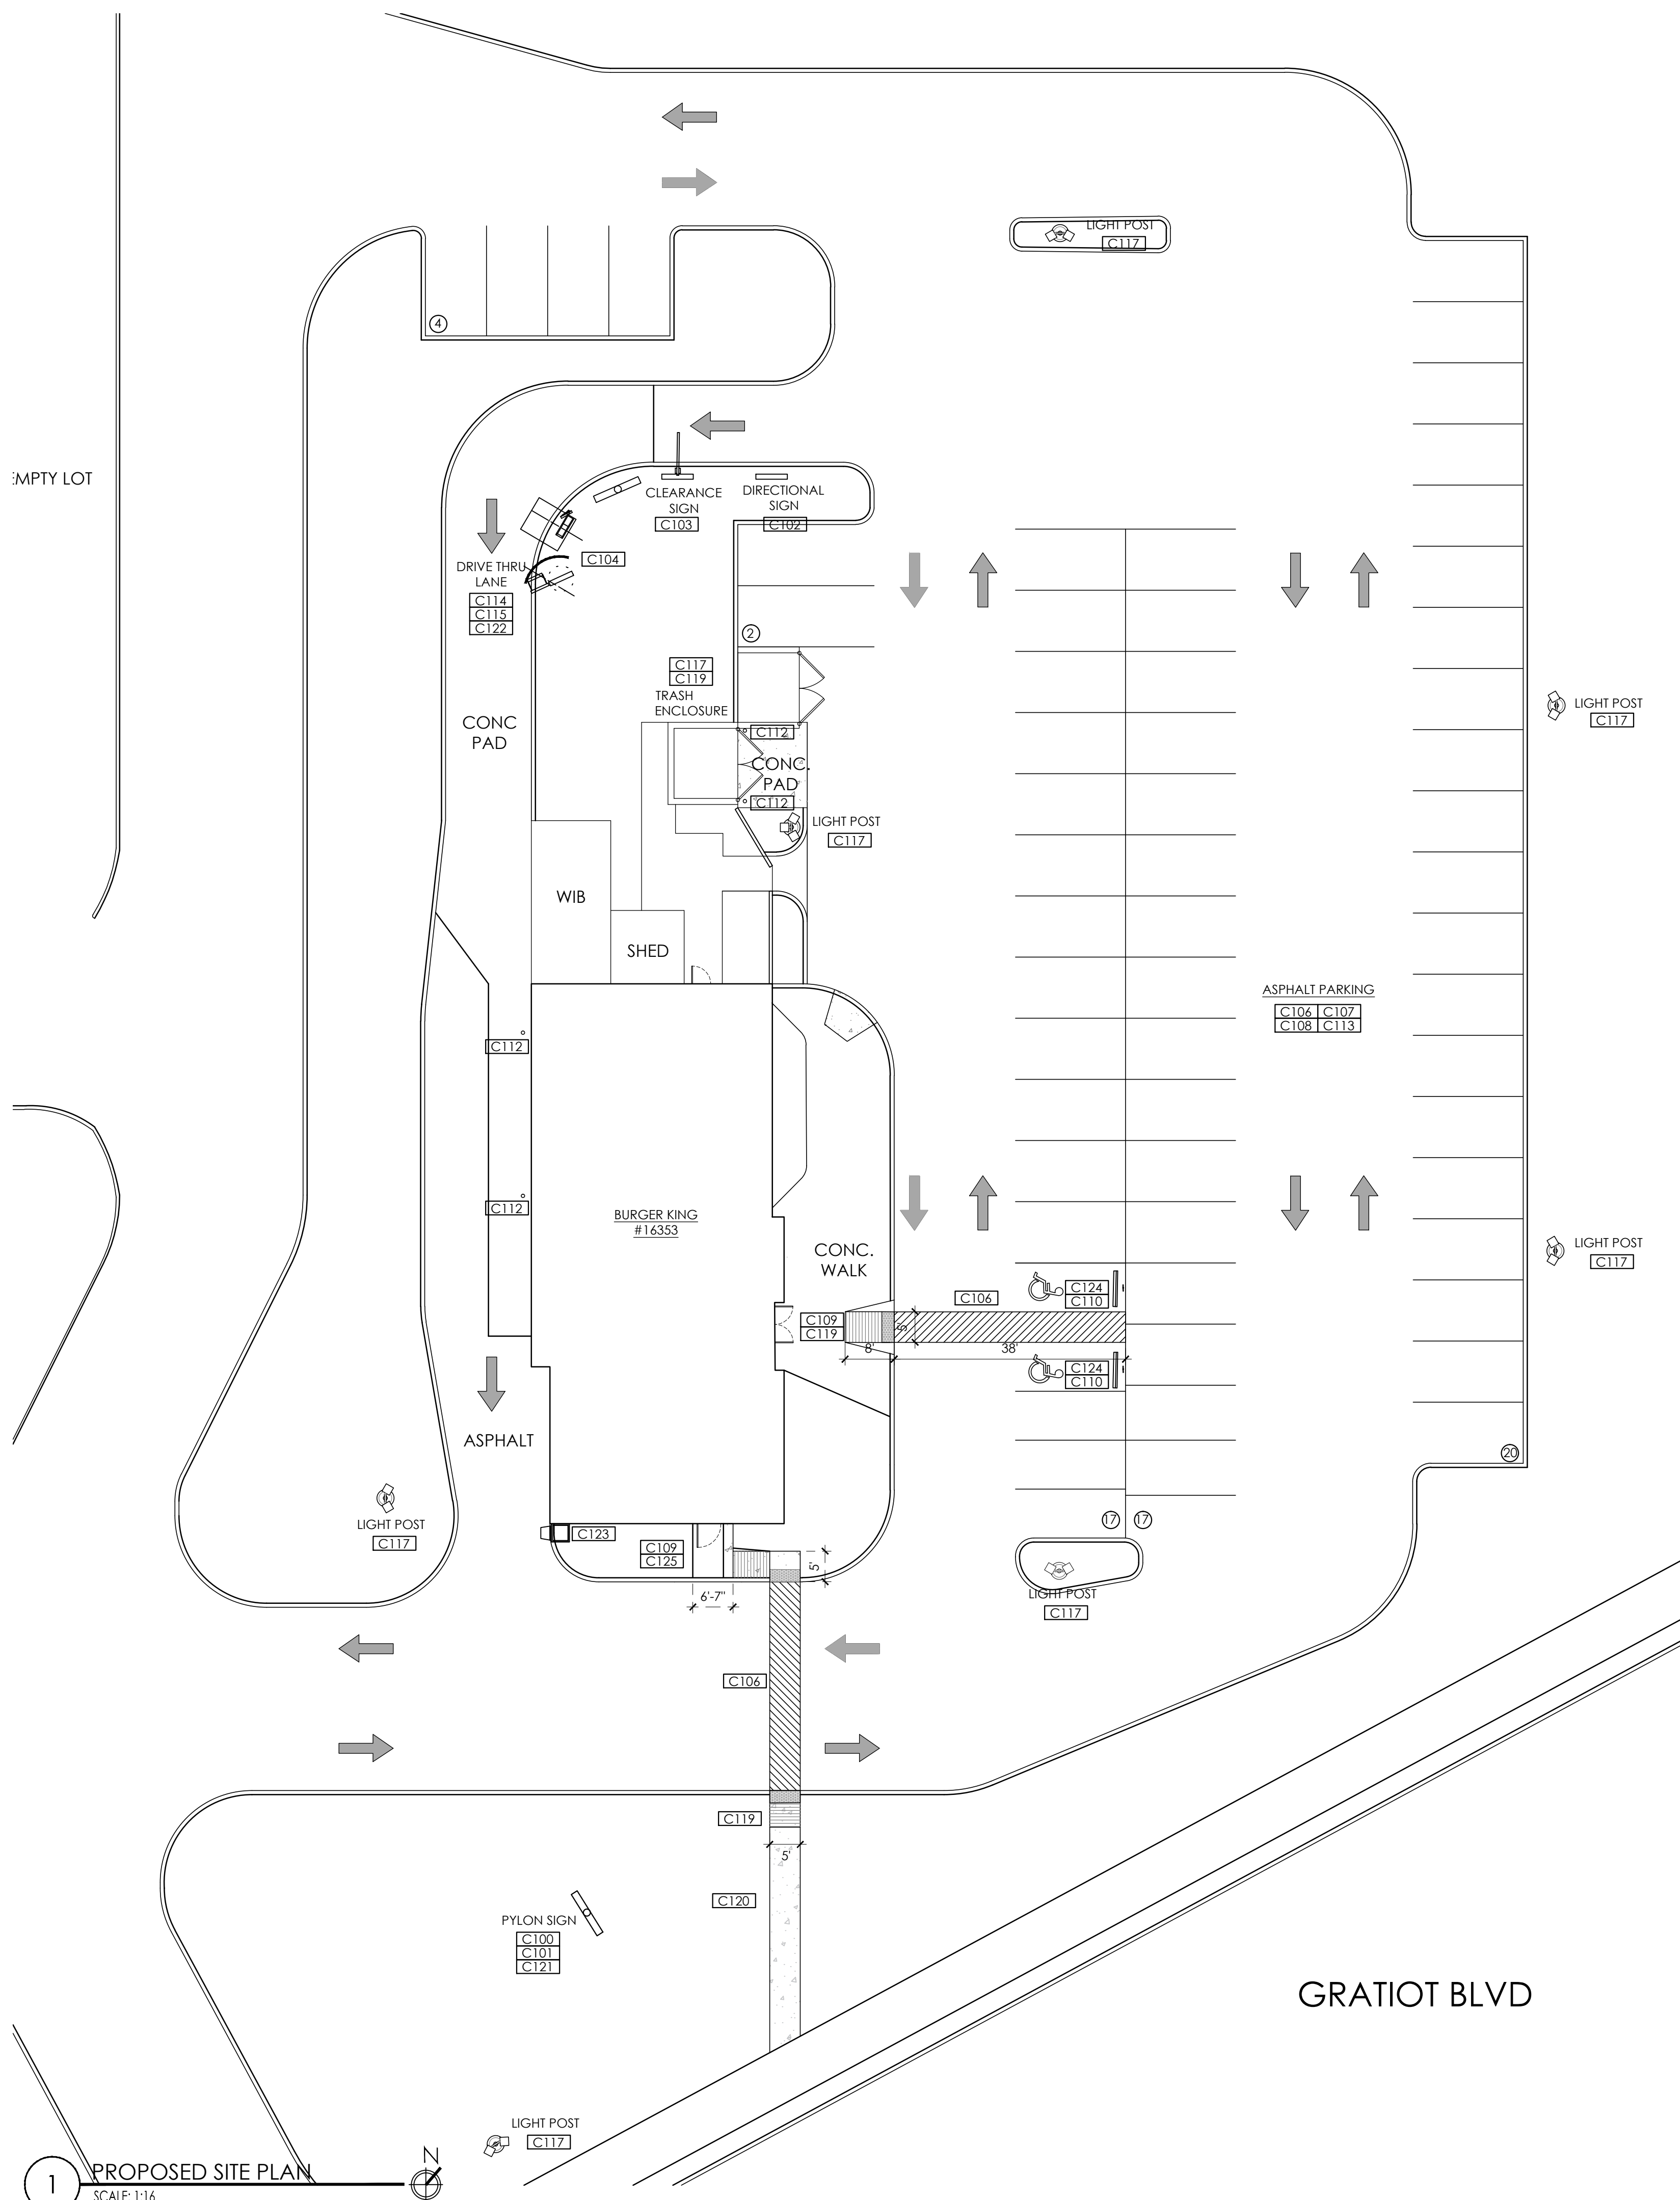 LIGHT POST
C117
4
EMPTY LOT
CLEARANCE
SIGN
C103
DIRECTIONAL
SIGN
C102
C104
DRIVE THRU
LANE
C114
C115
C122
2
C117
C119
TRASH
ENCLOSURE
LIGHT POST
C117
CONC
PAD
C112
CONC.
PAD
C112
LIGHT POST
C117
WIB
SHED
ASPHALT PARKING
C106 C107
C108 C113
C112
C112
BURGER KING
#16353
CONC.
WALK
LIGHT POST
C117
C124
C110
C106
C109
C119
5'
8'
38'
C124
C110
ASPHALT
20
LIGHT POST
C117
17
17
C123
C109
C125
5'
6'-7"
LIGHT POST
C117
C106
C119
5'
C120
PYLON SIGN
C100
C101
C121
GRATIOT BLVD
LIGHT POST
C117
N
1
PROPOSED SITE PLAN
SCALE: 1:16